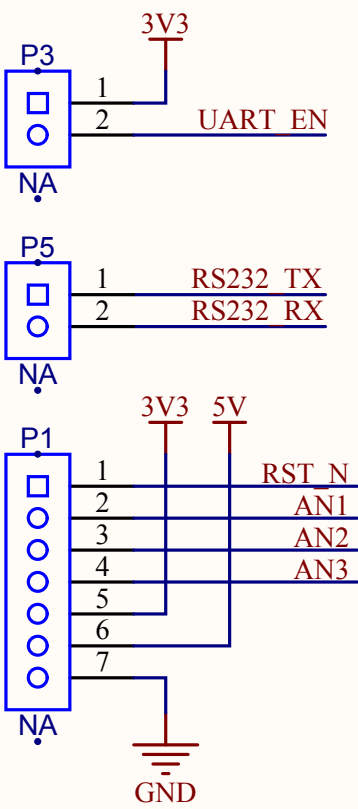 3V3
P3
1
2 UART_EN
NA
P5
1 RS232_TX
2 RS232_RX
NA
3V3 5V
P1
1 RST_N
2 AN1
3 AN2
4 AN3
5
6
7
NA
GND